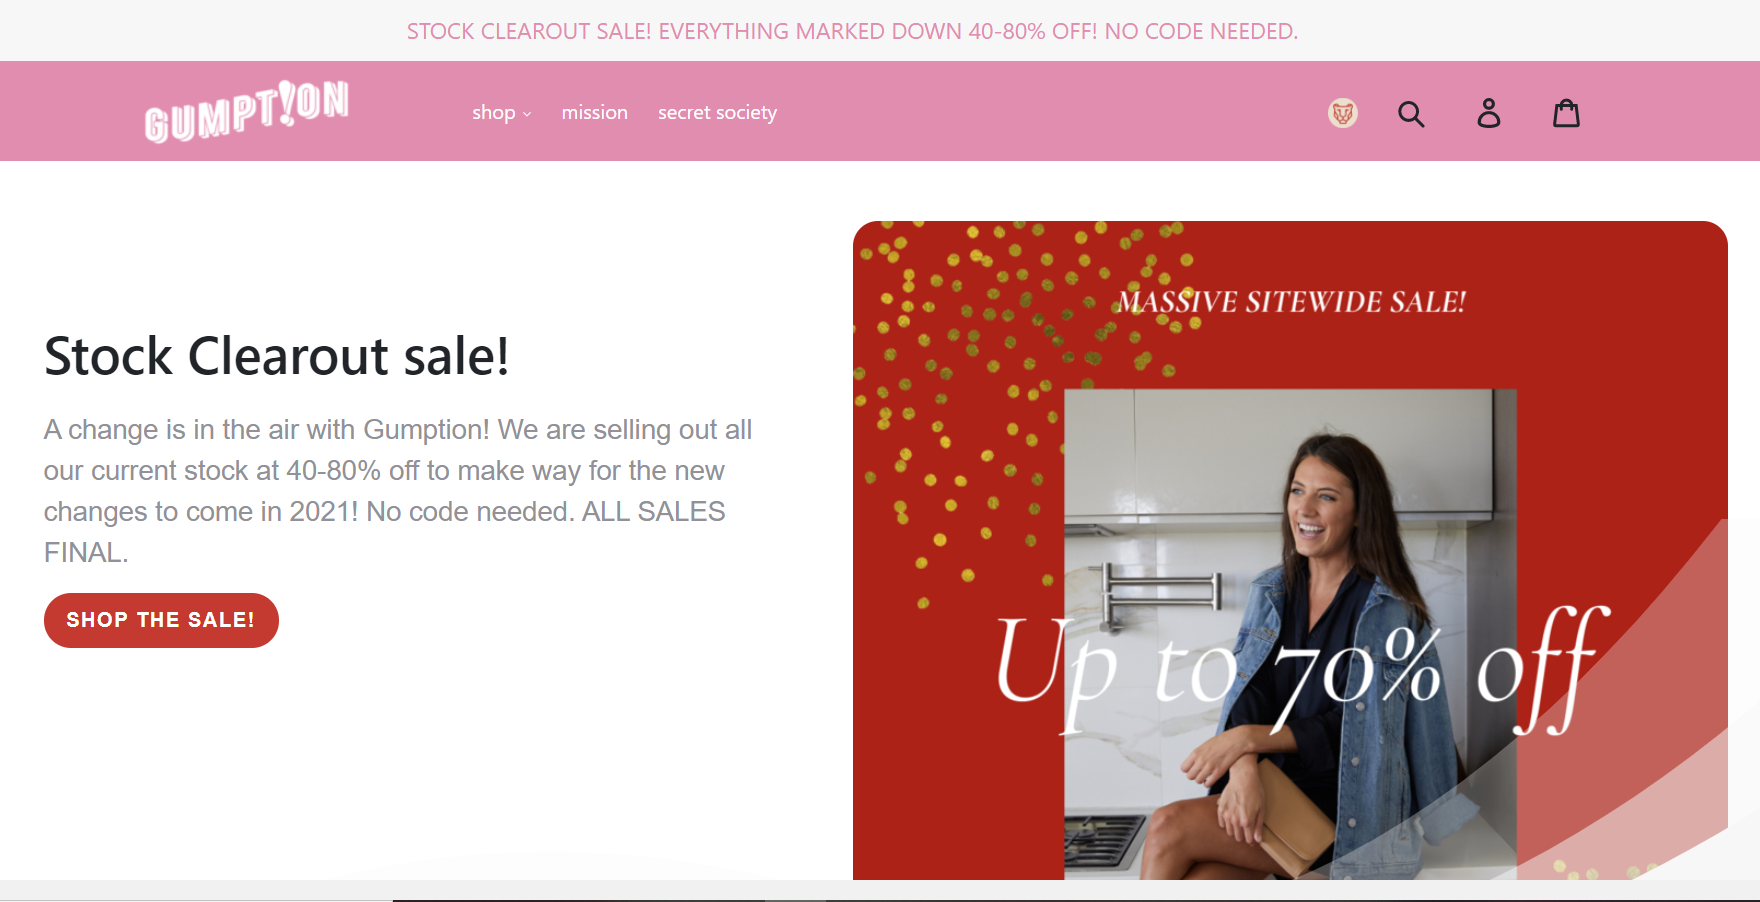 STOCK CLEAROUT SALE! EVERYTHING MARKED DOWN 40-80% OFF! NO CODE NEEDED.
GUMPT!ON
shop
mission
secret society
Stock Clearout sale!
A change is in the air with Gumption! We are selling out all
our current stock at 40-80% off to make way for the new
changes to come in 2021! No code needed. ALL SALES
FINAL.
SHOP THE SALE!
MASSIVE SITEWIDE SALE!
Up to 70% off